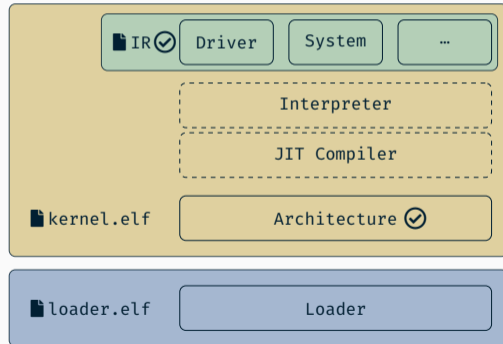 IR Driver System …
Interpreter
JIT Compiler
kernel.elf Architecture
loader.elf Loader